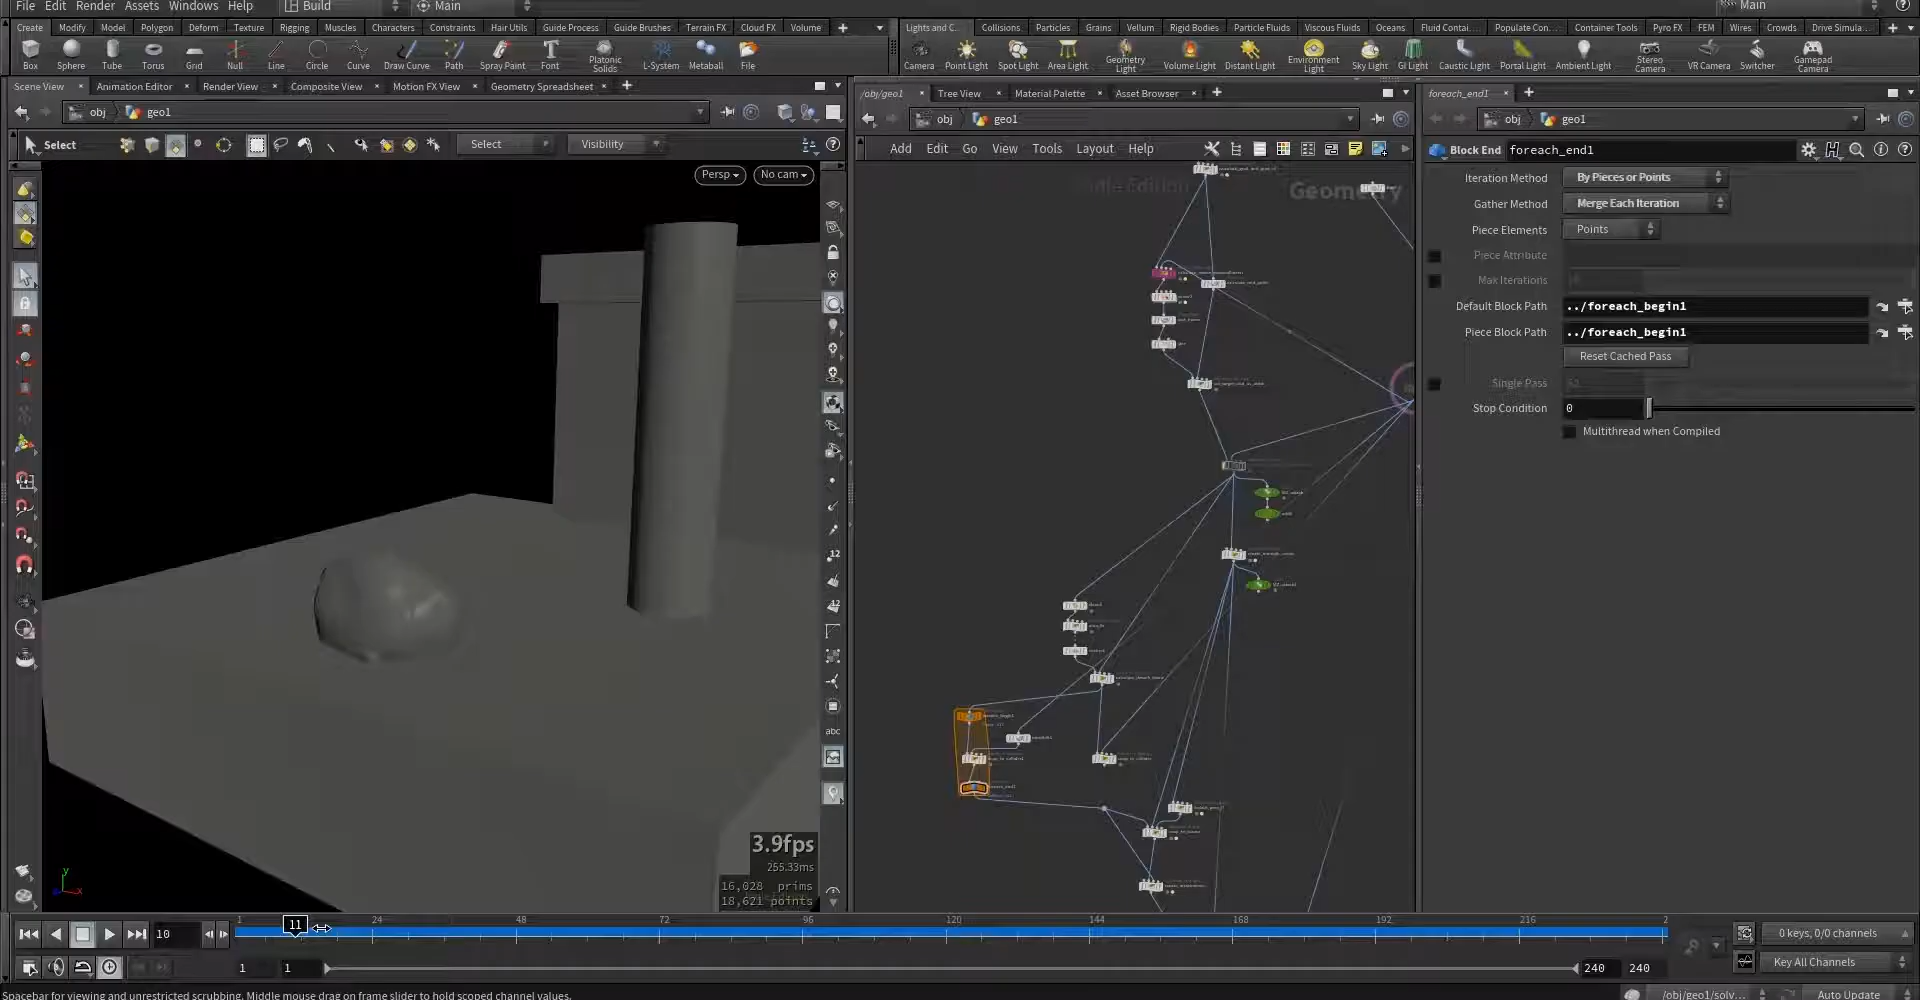 File Edit Render Assets Windows Help Build Main Main
Create Modify Model Polygon Deform Texture Rigging Muscles Characters Constraints Hair Utils Guide Process Guide Brushes Terrain FX Cloud FX Volume
Lights and C... Collisions Particles Grains Vellum Rigid Bodies Particle Fluids Viscous Fluids Oceans Fluid Contai... Populate Con... Container Tools Pyro FX FEM Wires Crowds Drive Simula...
Box Sphere Tube Torus Grid Null Line Circle Curve Draw Curve Path Spray Paint Font Platonic Solids L-System Metaball File
Camera Point Light Spot Light Area Light Geometry Light Volume Light Distant Light Environment Light Sky Light GI Light Caustic Light Portal Light Ambient Light Stereo Camera VR Camera Switcher Gamepad Camera
Scene View Animation Editor Render View Composite View Motion FX View Geometry Spreadsheet
obj geo1
Select Select Visibility
Persp No cam
12
12
abc
3.9fps
255.33ms
16,028 prims
18,621 points
/obj/geo1 Tree View Material Palette Asset Browser
obj geo1
Add Edit Go View Tools Layout Help
Edition Geometry
foreach_end1
obj geo1
Block End foreach_end1
Iteration Method By Pieces or Points
Gather Method Merge Each Iteration
Piece Elements Points
Piece Attribute
Max Iterations
Default Block Path ../foreach_begin1
Piece Block Path ../foreach_begin1
Reset Cached Pass
Single Pass
Stop Condition 0
Multithread when Compiled
1 24 48 72 96 120 144 168 192 216 2
11
10
1 1 240 240
0 keys, 0/0 channels
Key All Channels
Spacebar for viewing and unrestricted scrubbing. Middle mouse drag on frame slider to hold scoped channel values.
/obj/geo1/solv... Auto Update